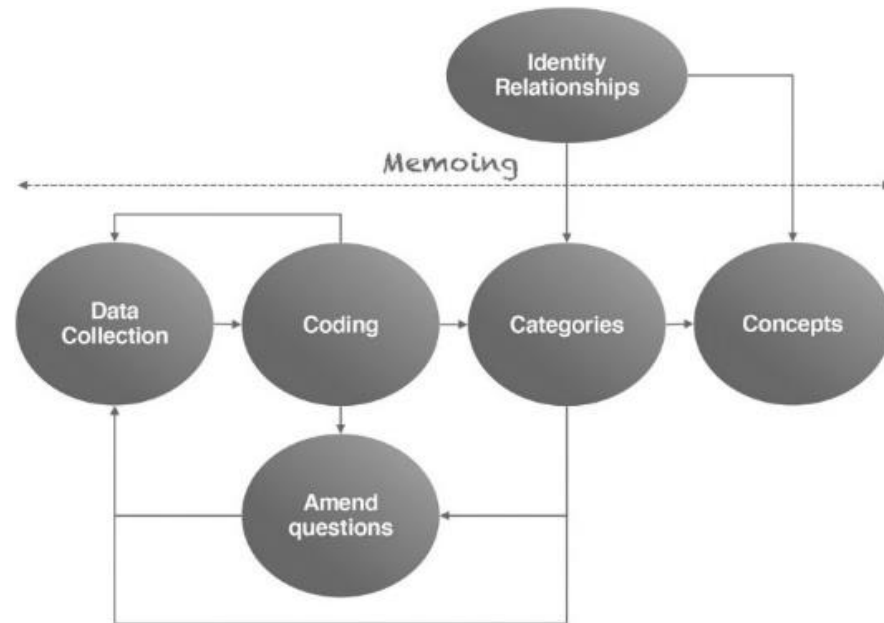 Identify
Relationships
Memoing
Data
Collection
Coding
Categories
Concepts
Amend
questions